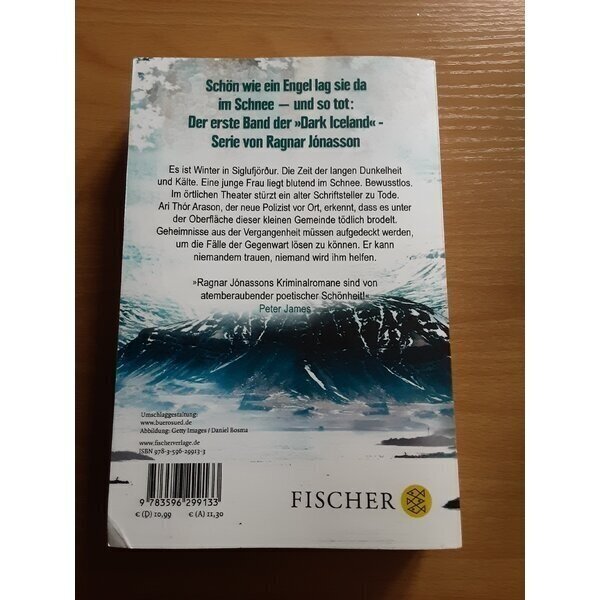 Schön wie ein Engel lag sie da
im Schnee – und so tot:
Der erste Band der »Dark Iceland« -
Serie von Ragnar Jónasson
Es ist Winter in Siglufjörður. Die Zeit der langen Dunkelheit
und Kälte. Eine junge Frau liegt blutend im Schnee. Bewusstlos.
Im örtlichen Theater stürzt ein alter Schriftsteller zu Tode.
Ari Thór Arason, der neue Polizist vor Ort, erkennt, dass es unter
der Oberfläche dieser kleinen Gemeinde tödlich brodelt.
Geheimnisse aus der Vergangenheit müssen aufgedeckt werden,
um die Fälle der Gegenwart lösen zu können. Er kann
niemandem trauen, niemand wird ihm helfen.
»Ragnar Jónassons Kriminalromane sind von
atemberaubender poetischer Schönheit!«
Peter James
Umschlaggestaltung:
www.buerosued.de
Abbildung: Getty Images / Daniel Bosma
www.fischerverlage.de
ISBN 978-3-596-29913-3
9 783596 299133
€ (D) 10,99 € (A) 11,30
FISCHER